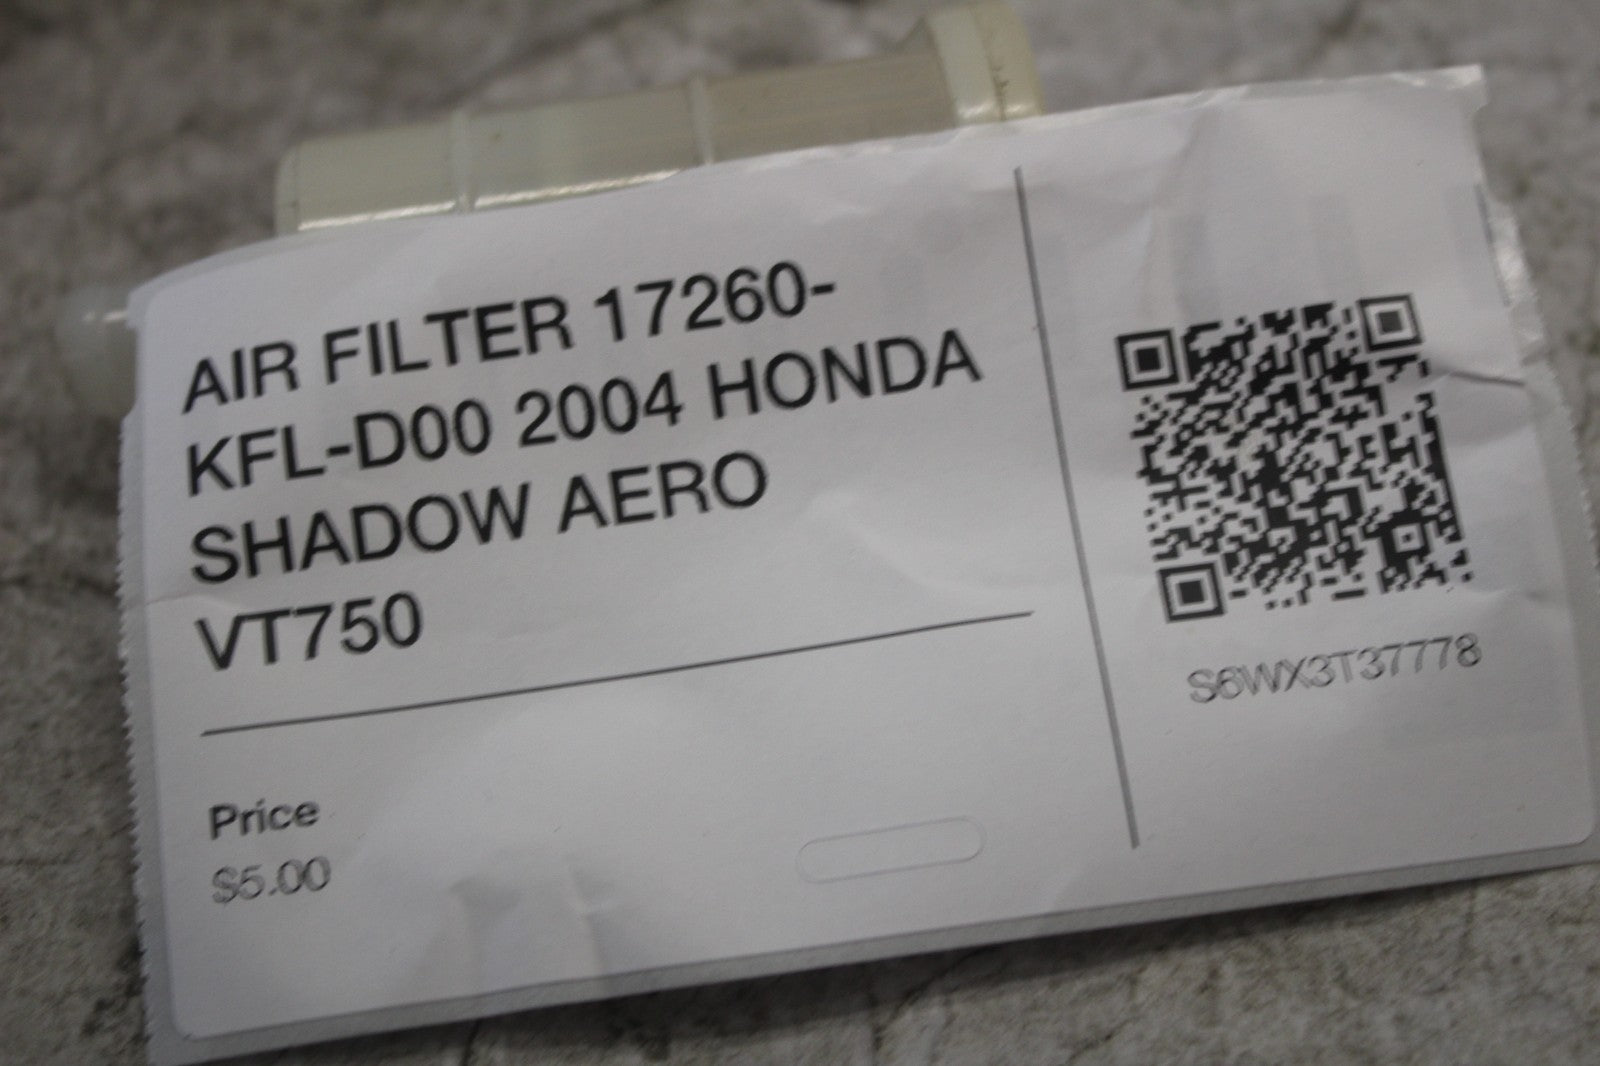 AIR FILTER 17260-
KFL-D00 2004 HONDA
SHADOW AERO
VT750
Price
$5.00
S6WX3T37778